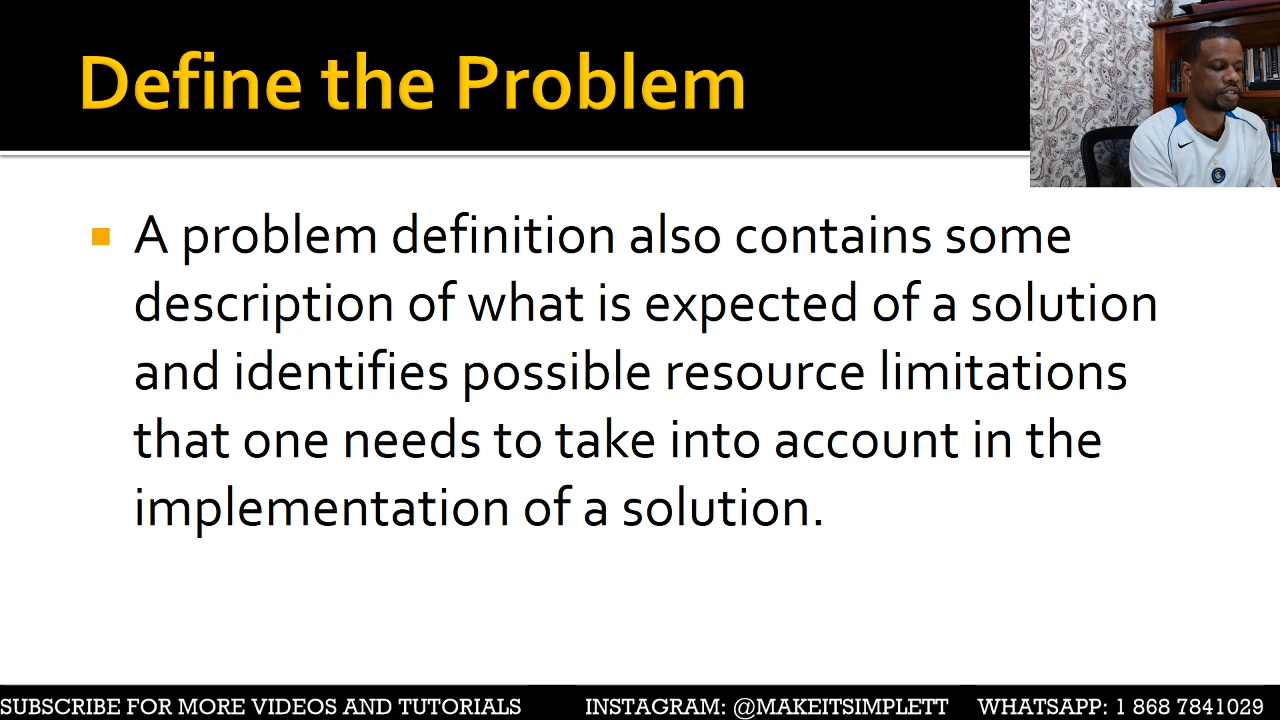 Define the Problem
A problem definition also contains some
description of what is expected of a solution
and identifies possible resource limitations
that one needs to take into account in the
implementation of a solution.
SUBSCRIBE FOR MORE VIDEOS AND TUTORIALS INSTAGRAM: @MAKEITSIMPLETT WHATSAPP: 1 868 7841029